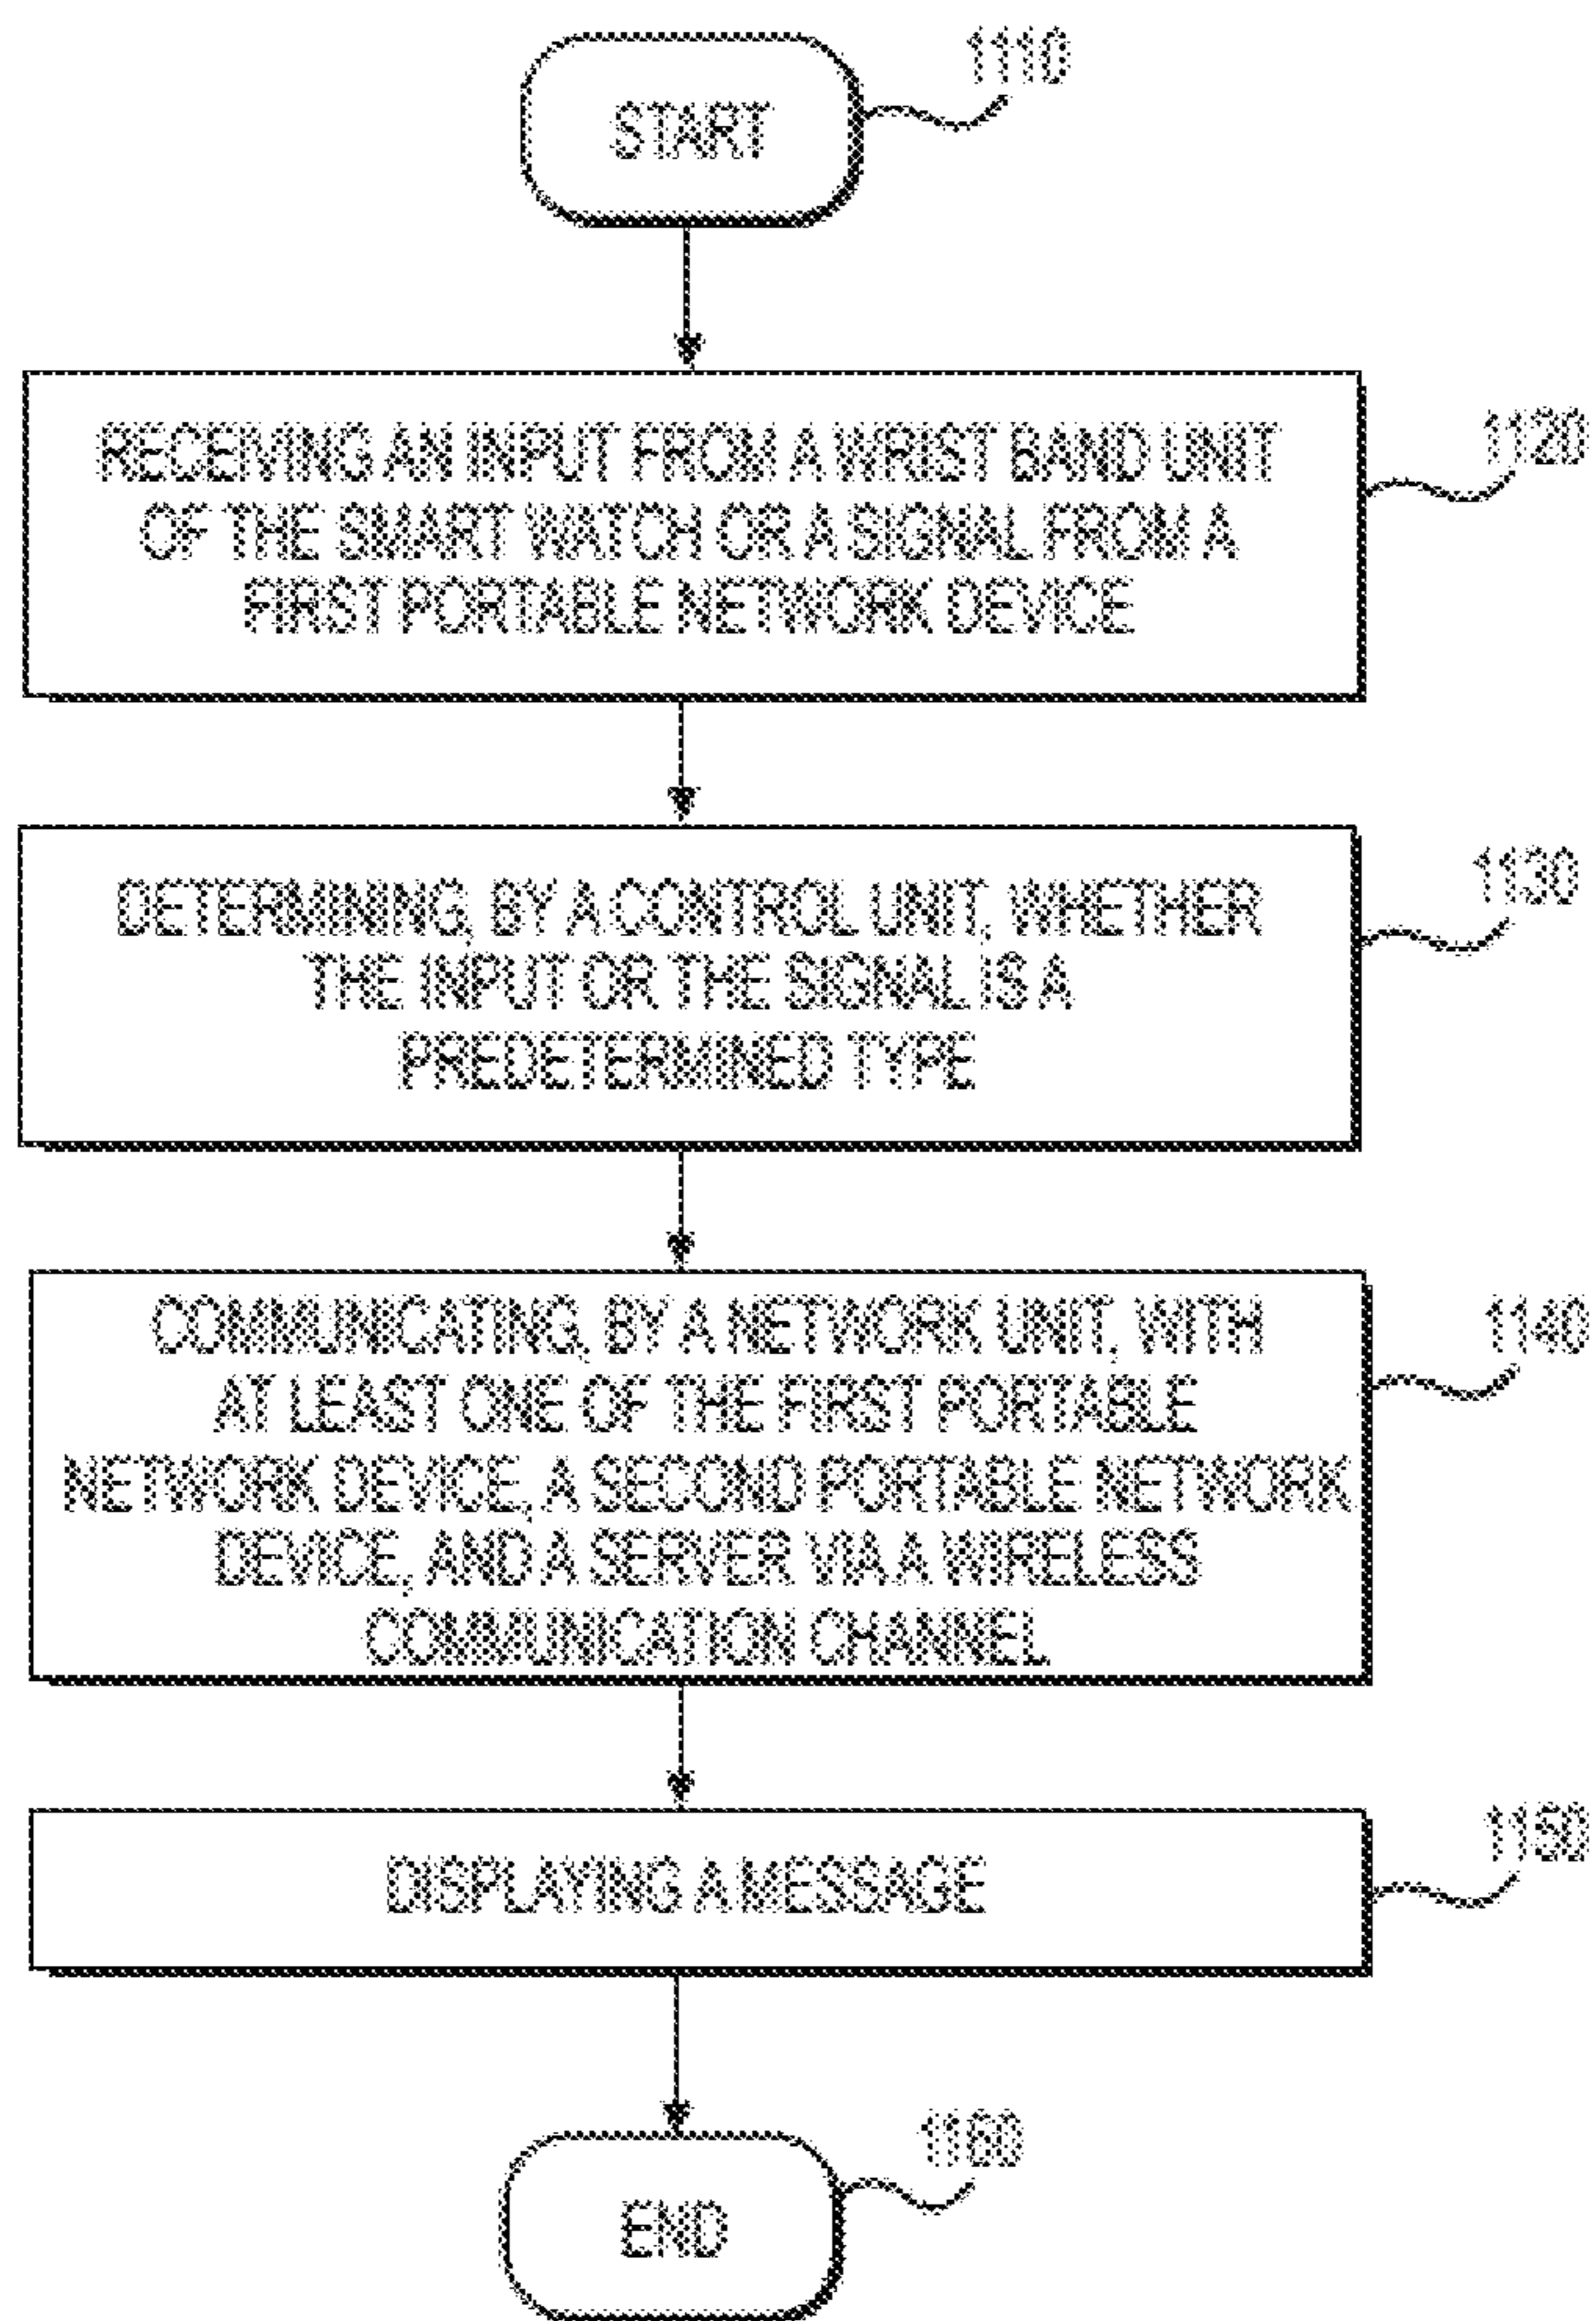 START
1110
RECEIVING AN INPUT FROM A WRIST BAND UNIT
OF THE SMART WATCH OR A SIGNAL FROM A
FIRST PORTABLE NETWORK DEVICE
1120
DETERMINING, BY A CONTROL UNIT, WHETHER
THE INPUT OR THE SIGNAL IS A
PREDETERMINED TYPE
1130
COMMUNICATING, BY A NETWORK UNIT, WITH
AT LEAST ONE OF THE FIRST PORTABLE
NETWORK DEVICE, A SECOND PORTABLE NETWORK
DEVICE, AND A SERVER VIA A WIRELESS
COMMUNICATION CHANNEL
1140
DISPLAYING A MESSAGE
1150
END
1160